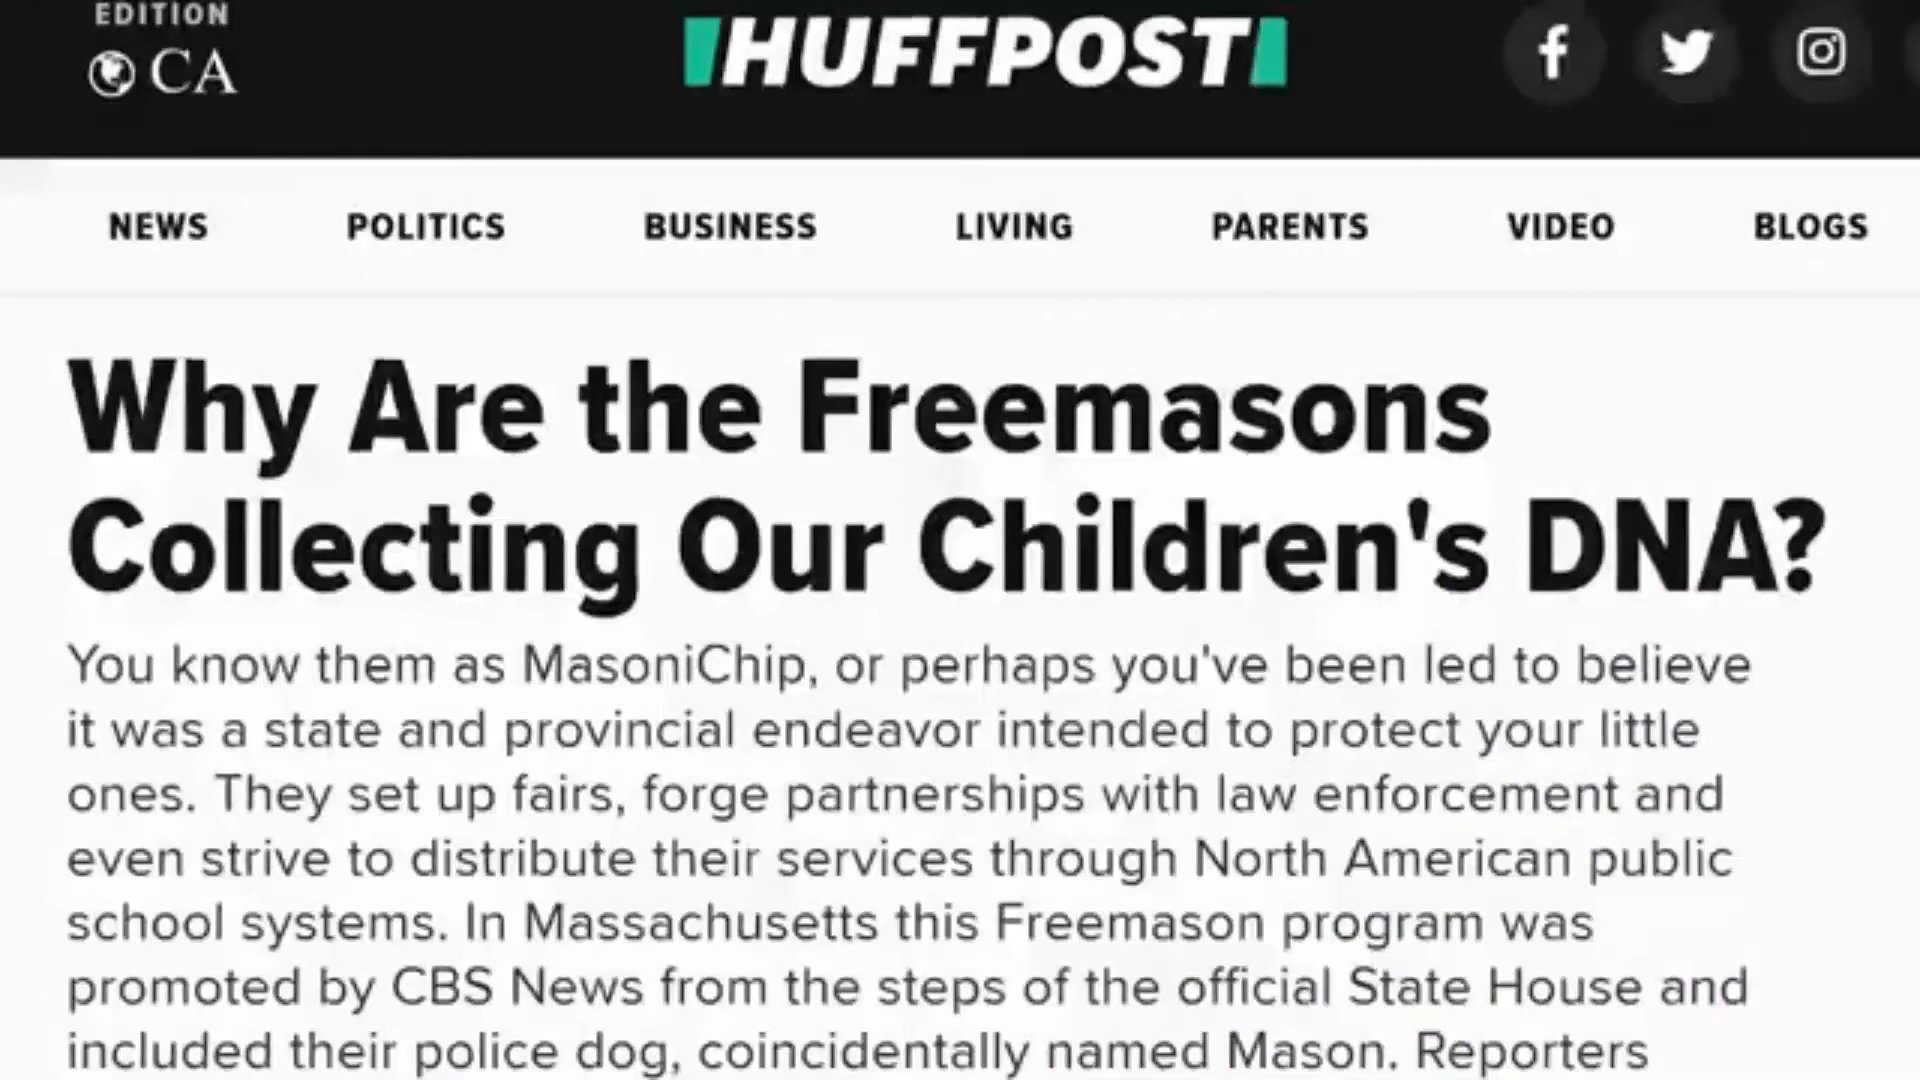 EDITION
CA
HUFFPOST
NEWS POLITICS BUSINESS LIVING PARENTS VIDEO BLOGS
Why Are the Freemasons
Collecting Our Children's DNA?
You know them as MasoniChip, or perhaps you've been led to believe
it was a state and provincial endeavor intended to protect your little
ones. They set up fairs, forge partnerships with law enforcement and
even strive to distribute their services through North American public
school systems. In Massachusetts this Freemason program was
promoted by CBS News from the steps of the official State House and
included their police dog, coincidentally named Mason. Reporters